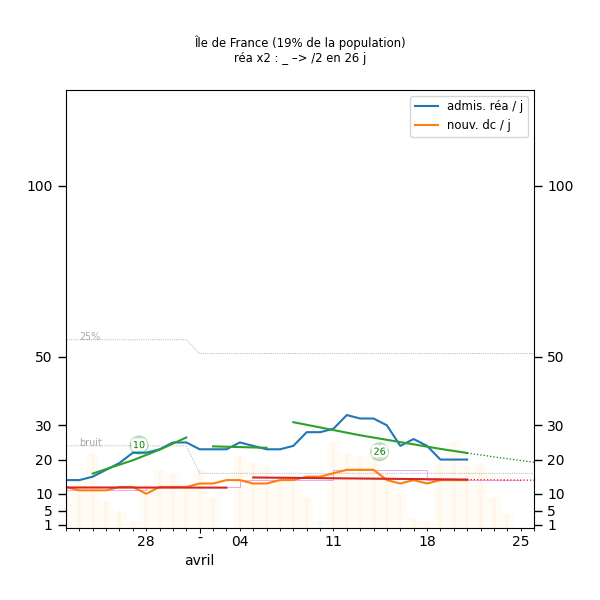 Île de France (19% de la population)
réa x2 : _ –> /2 en 26 j
admis. réa / j
nouv. dc / j
100 100
25%
50 50
30 30
bruit 10 26
20 20
10 10
5 5
1 1
28 - 04 11 18 25
avril